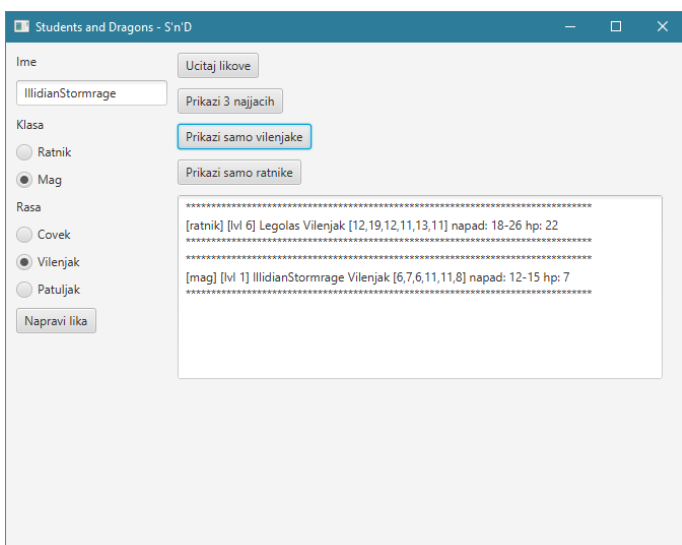 Students and Dragons - S'n'D
Ime
IllidianStormrage
Klasa
Ratnik
Mag
Rasa
Covek
Vilenjak
Patuljak
Napravi lika
Ucitaj likove
Prikazi 3 najjacih
Prikazi samo vilenjake
Prikazi samo ratnike
********************************************************************************
[ratnik] [lvl 6] Legolas Vilenjak [12,19,12,11,13,11] napad: 18-26 hp: 22
********************************************************************************
********************************************************************************
[mag] [lvl 1] IllidianStormrage Vilenjak [6,7,6,11,11,8] napad: 12-15 hp: 7
********************************************************************************